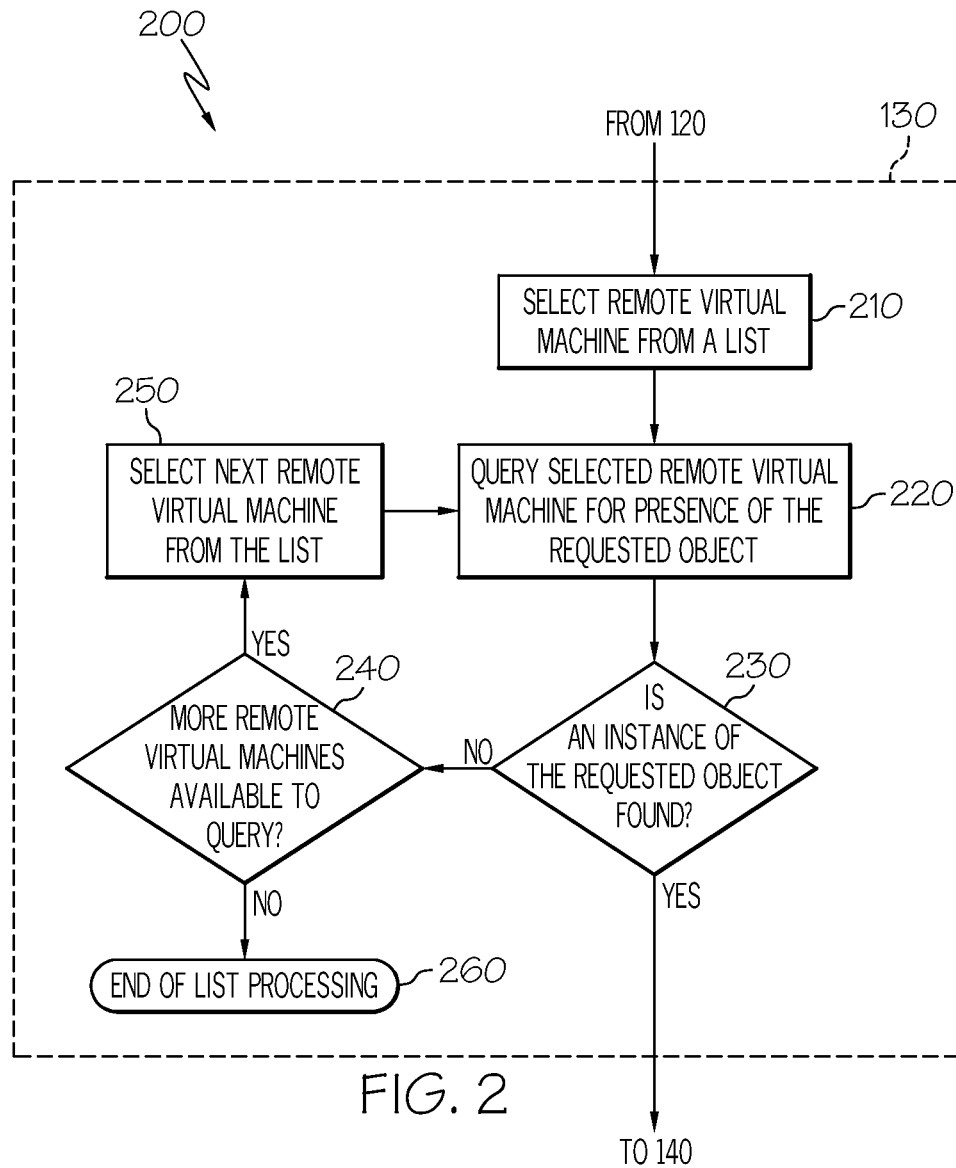 200
FROM 120
130
SELECT REMOTE VIRTUAL
MACHINE FROM A LIST
210
250
SELECT NEXT REMOTE
VIRTUAL MACHINE
FROM THE LIST
QUERY SELECTED REMOTE VIRTUAL
MACHINE FOR PRESENCE OF THE
REQUESTED OBJECT
220
YES
240
MORE REMOTE
VIRTUAL MACHINES
AVAILABLE TO
QUERY?
NO
230
IS
AN INSTANCE OF
THE REQUESTED OBJECT
FOUND?
NO
YES
END OF LIST PROCESSING
260
FIG. 2
TO 140